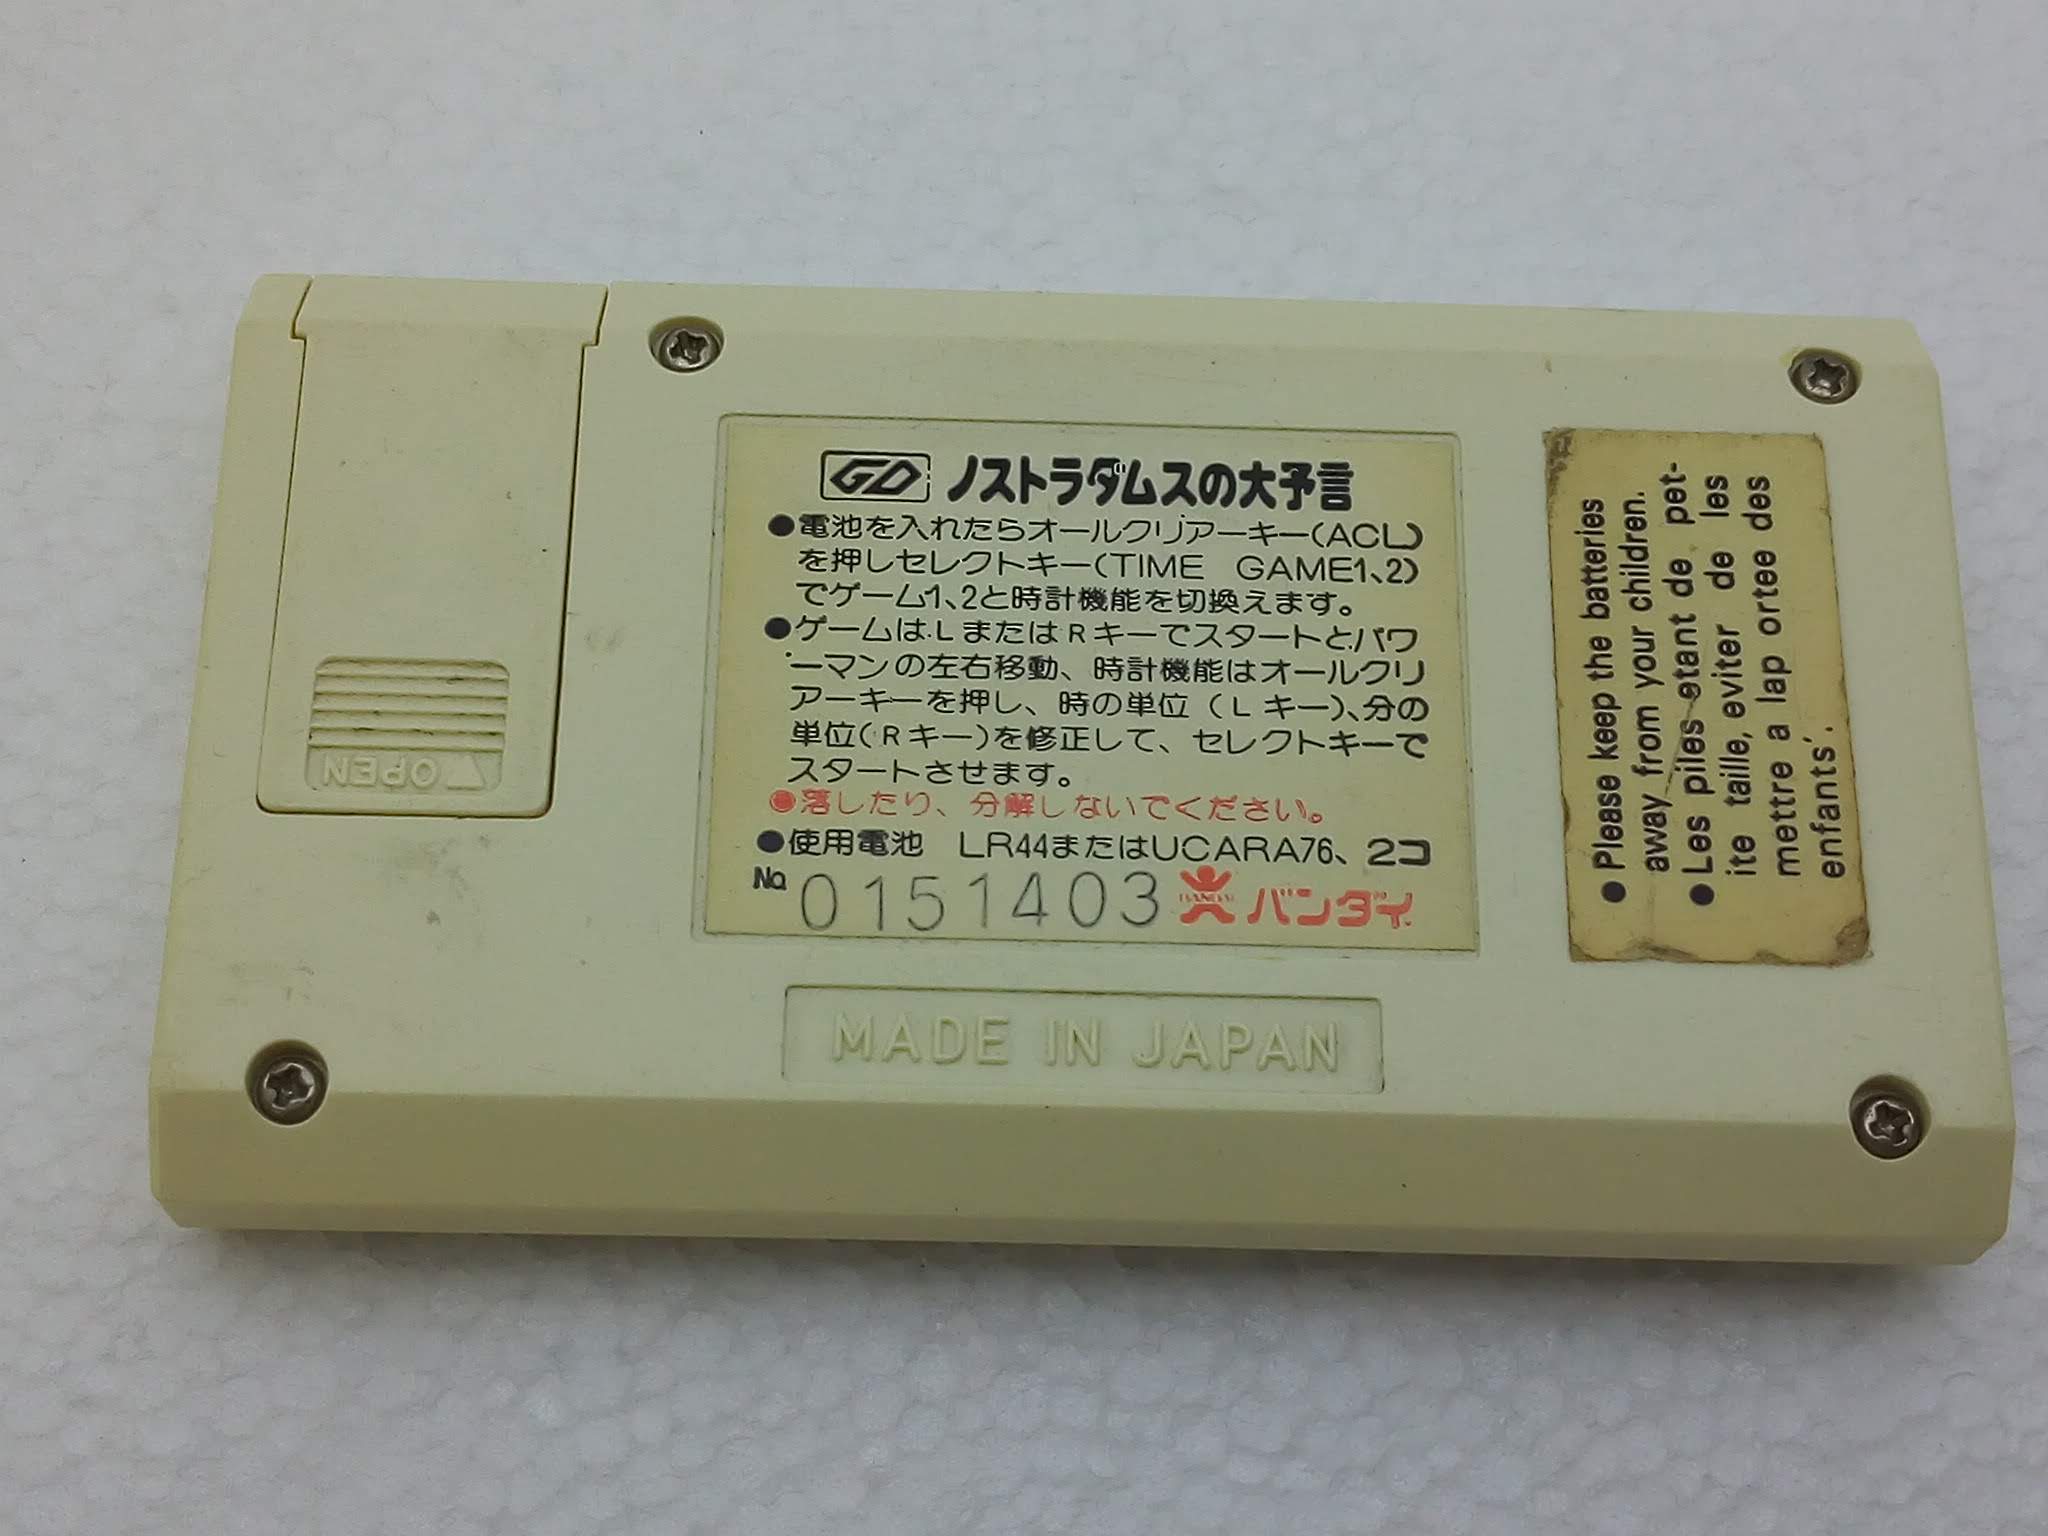 GD ノストラダムスの大予言
●電池を入れたらオールクリアーキー(ACL)
を押しセレクトキー(TIME GAME1、2)
でゲーム1、2と時計機能を切換えます。
●ゲームはLまたはRキーでスタートとパワ
ーマンの左右移動、時計機能はオールクリ
アーキーを押し、時の単位(Lキー)、分の
単位(Rキー)を修正して、セレクトキーで
スタートさせます。
●落したり、分解しないでください。
●使用電池 LR44またはUCARA76、2コ
No. 0151403 BANDAI バンダイ
MADE IN JAPAN
OPEN
●Please keep the batteries
away from your children.
●Les piles etant de pet-
ite taille, eviter de les
mettre a lap ortee des
enfants'.